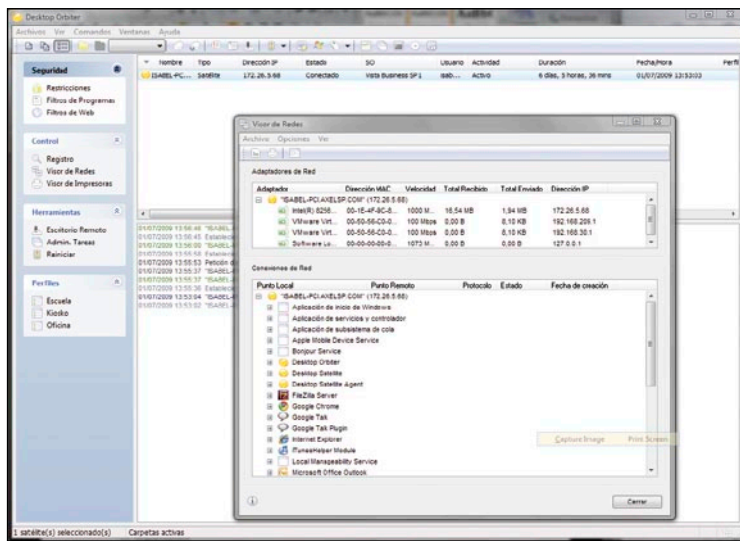 Desktop Orbiter
Archivos Ver Comandos Ventanas Ayuda
Seguridad
Restricciones
Filtros de Programas
Filtros de Web
Control
Registro
Visor de Redes
Visor de Impresoras
Herramientas
Escritorio Remoto
Admin. Tareas
Reiniciar
Perfiles
Escuela
Kiosko
Oficina
Nombre Tipo Dirección IP Estado SO Usuario Actividad Duración Fecha/Hora Perfil
ISABEL-PC... Satélite 172.26.5.68 Conectado Vista Business SP1 isab... Activo 6 días, 5 horas, 36 mins 01/07/2009 13:53:03
Visor de Redes
Archivo Opciones Ver
Adaptadores de Red
Adaptador Dirección MAC Velocidad Total Recibido Total Enviado Dirección IP
"ISABEL-PC\AXELSP.COM" (172.26.5.68)
Intel(R) 8256... 00-1E-4F-9C-8... 1000 M... 16,54 MB 1,94 MB 172.26.5.68
VMware Virt... 00-50-56-C0-0... 100 Mbps 0,00 B 8,10 KB 192.168.209.1
VMware Virt... 00-50-56-C0-0... 100 Mbps 0,00 B 8,10 KB 192.168.30.1
Software Lo... 00-00-00-00-0... 1073 M... 0,00 B 0,00 B 127.0.0.1
Conexiones de Red
Punto Local Punto Remoto Protocolo Estado Fecha de creación
"ISABEL-PC\AXELSP.COM" (172.26.5.68)
Aplicación de inicio de Windows
Aplicación de servicios y controlador
Aplicación de subsistema de cola
Apple Mobile Device Service
Bonjour Service
Desktop Orbiter
Desktop Satellite
Desktop Satellite Agent
FileZilla Server
Google Chrome
Google Talk
Google Talk Plugin
Internet Explorer
iTunesHelper Module
Local Manageability Service
Microsoft Office Outlook
Capture Image Print Screen
Cerrar
1 satélite(s) seleccionado(s) Carpetas activas